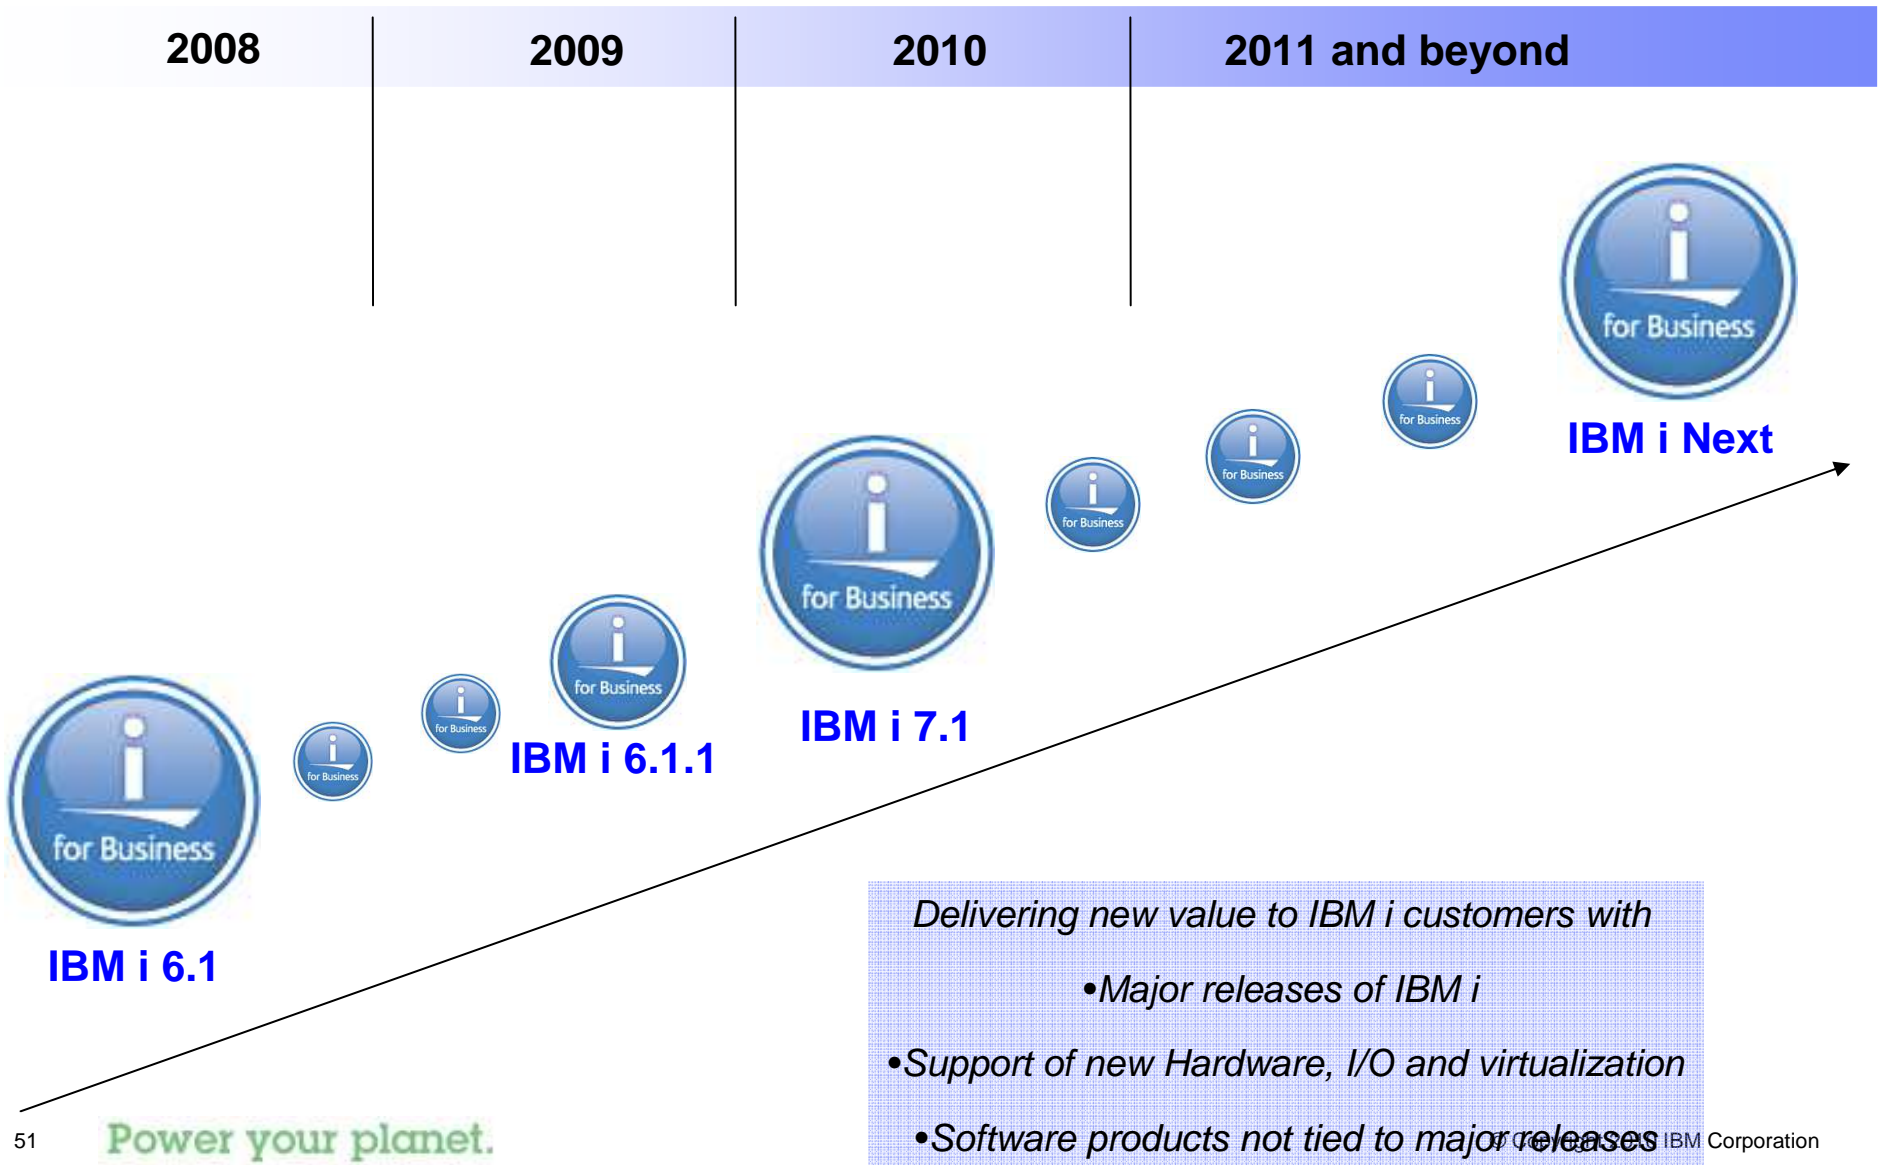 2008 2009 2010 2011 and beyond
i
for Business
IBM i Next
i
for Business
i
for Business
i
for Business
i
for Business
IBM i 7.1
i
for Business
IBM i 6.1.1
i
for Business
i
for Business
i
for Business
IBM i 6.1
Delivering new value to IBM i customers with
•Major releases of IBM i
•Support of new Hardware, I/O and virtualization
•Software products not tied to major releases
51
Power your planet.
© Copyright 2010 IBM Corporation